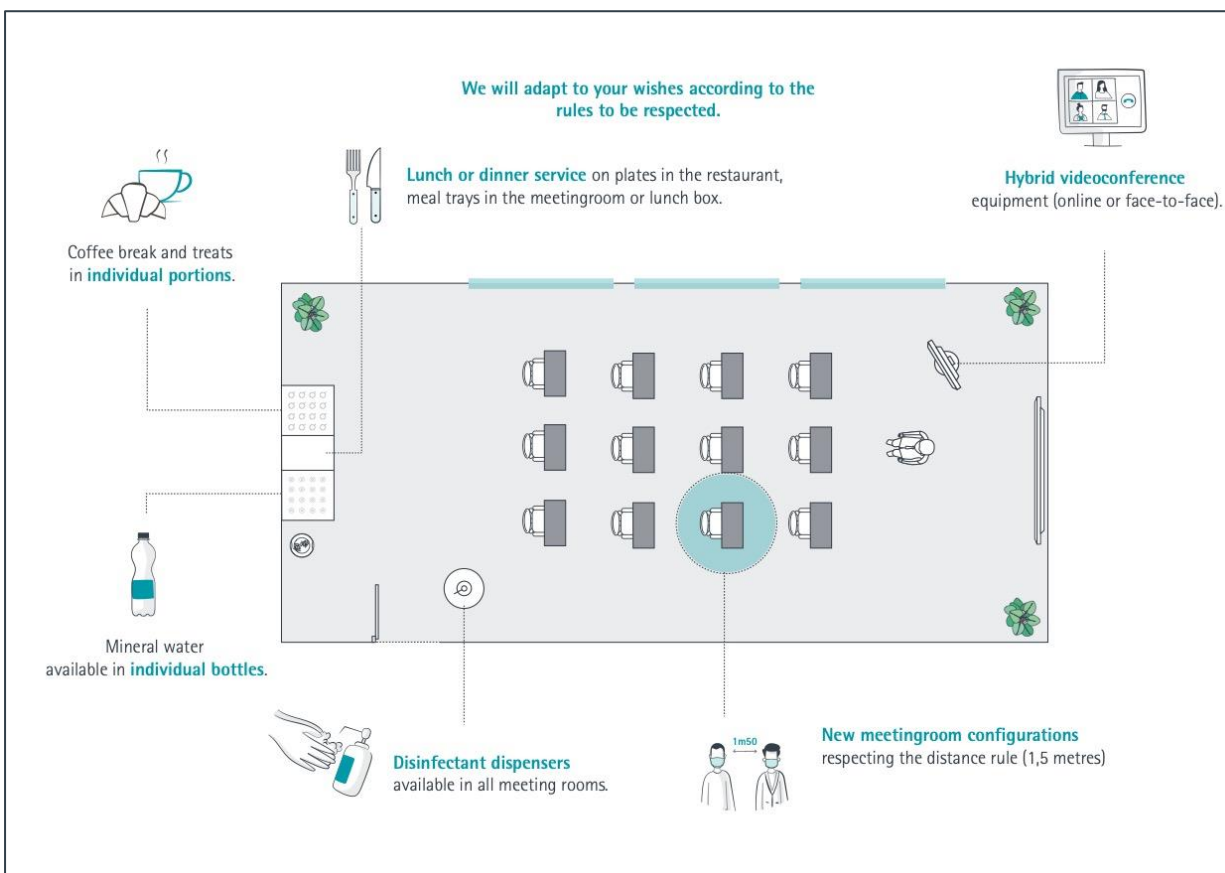 We will adapt to your wishes according to the
rules to be respected.
Lunch or dinner service on plates in the restaurant,
meal trays in the meetingroom or lunch box.
Hybrid videoconference
equipment (online or face-to-face).
Coffee break and treats
in individual portions.
Mineral water
available in individual bottles.
Disinfectant dispensers
available in all meeting rooms.
1m50
New meetingroom configurations
respecting the distance rule (1,5 metres)